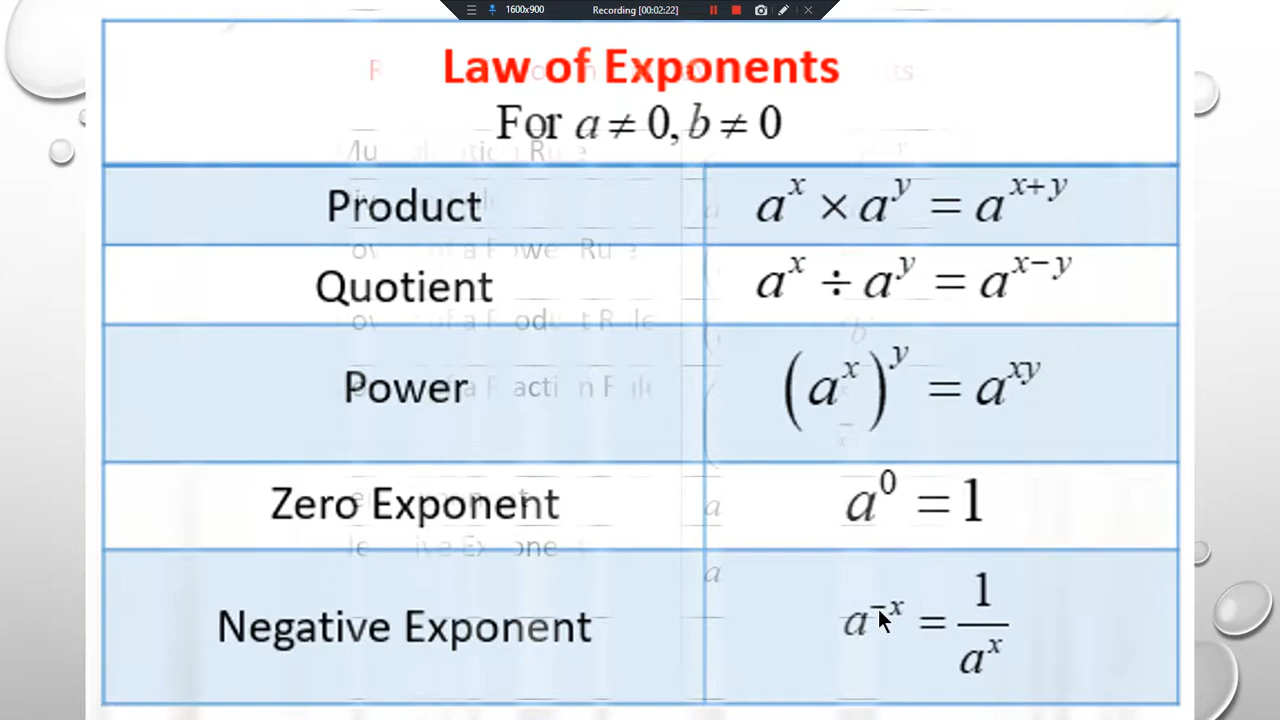 1600x900 Recording [00:02:22]
Law of Exponents
For a ≠ 0, b ≠ 0
Product a^x × a^y = a^(x+y)
Quotient a^x ÷ a^y = a^(x−y)
Power (a^x)^y = a^(xy)
Zero Exponent a^0 = 1
Negative Exponent a^(−x) = 1/a^x